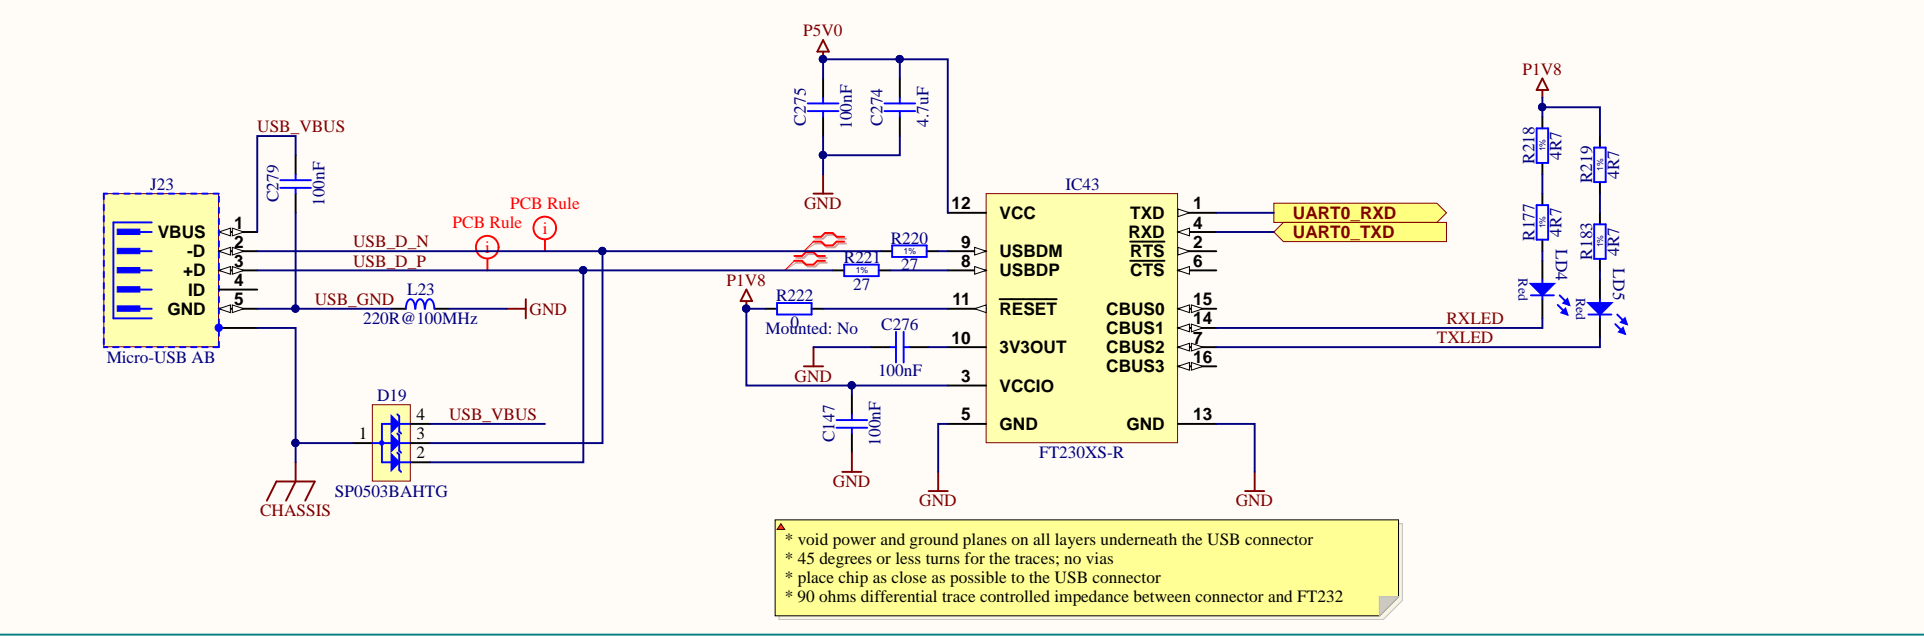 P5V0
C275
100nF
C274
4.7uF
GND
P1V8
R218
1%
4R7
R219
1%
4R7
R177
1%
4R7
R183
1%
4R7
LD4
Red
LD5
Red
USB_VBUS
C279
100nF
J23
VBUS 1
-D 2
+D 3
ID 4
GND 5
Micro-USB AB
PCB Rule
i
PCB Rule
i
USB_D_N
USB_D_P
USB_GND
L23
220R@100MHz
GND
R220
1%
27
R221
1%
27
P1V8
R222
0
Mounted: No
C276
100nF
GND
C147
100nF
GND
IC43
12 VCC
9 USBDM
8 USBDP
11 RESET
10 3V3OUT
3 VCCIO
5 GND
TXD 1
RXD 4
RTS 2
CTS 6
CBUS0 15
CBUS1 14
CBUS2 7
CBUS3 16
GND 13
FT230XS-R
UART0_RXD
UART0_TXD
RXLED
TXLED
GND
GND
D19
1
4
3
2
USB_VBUS
SP0503BAHTG
CHASSIS
* void power and ground planes on all layers underneath the USB connector
* 45 degrees or less turns for the traces; no vias
* place chip as close as possible to the USB connector
* 90 ohms differential trace controlled impedance between connector and FT232